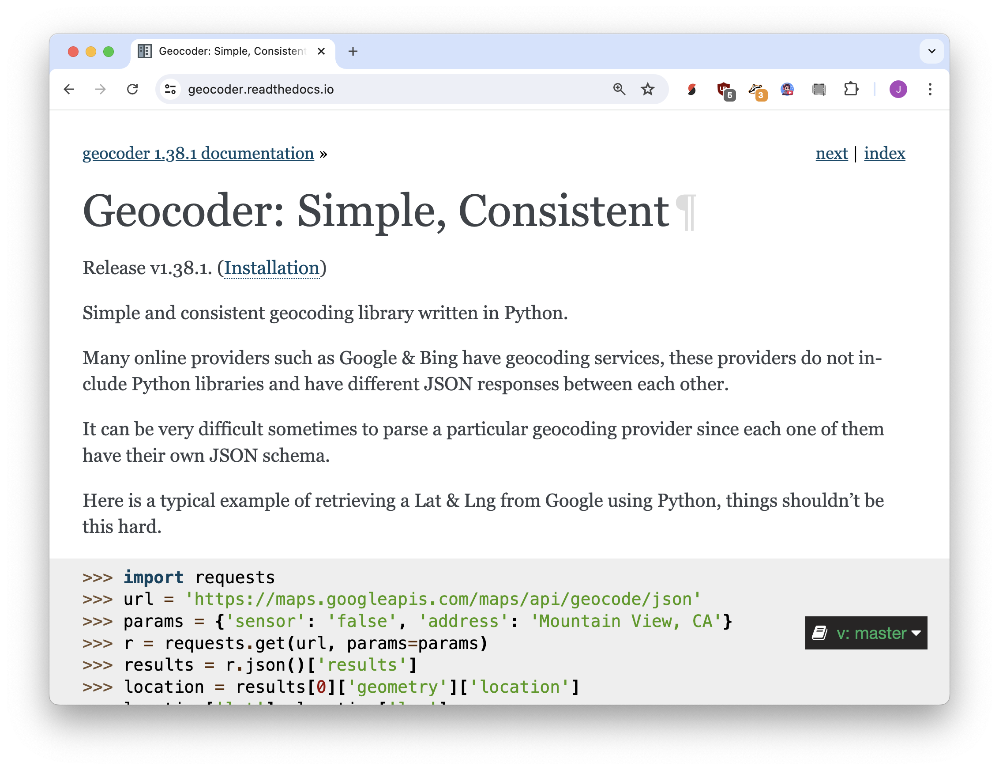 Geocoder: Simple, Consistent
geocoder.readthedocs.io
5
3
J
geocoder 1.38.1 documentation »
next | index
Geocoder: Simple, Consistent¶
Release v1.38.1. (Installation)
Simple and consistent geocoding library written in Python.
Many online providers such as Google & Bing have geocoding services, these providers do not in-
clude Python libraries and have different JSON responses between each other.
It can be very difficult sometimes to parse a particular geocoding provider since each one of them
have their own JSON schema.
Here is a typical example of retrieving a Lat & Lng from Google using Python, things shouldn’t be
this hard.
>>> import requests
>>> url = 'https://maps.googleapis.com/maps/api/geocode/json'
>>> params = {'sensor': 'false', 'address': 'Mountain View, CA'}
>>> r = requests.get(url, params=params)
>>> results = r.json()['results']
>>> location = results[0]['geometry']['location']
v: master